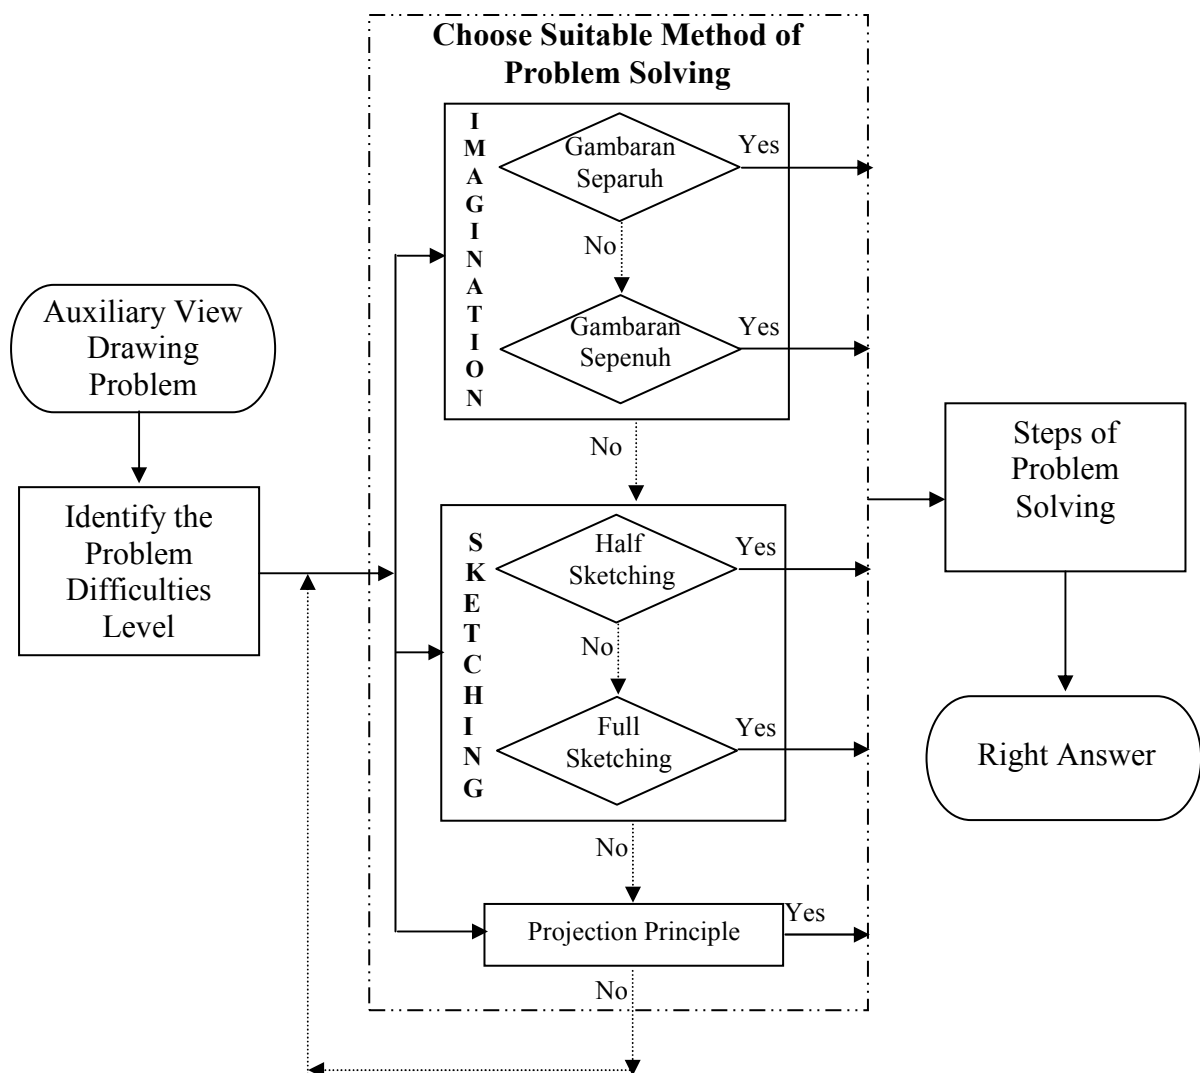 Choose Suitable Method of
Problem Solving
IMAGINATION
Gambaran
Separuh
Yes
No
Gambaran
Sepenuh
Yes
No
Auxiliary View
Drawing
Problem
Identify the
Problem
Difficulties
Level
SKETCHING
Half
Sketching
Yes
No
Full
Sketching
Yes
No
Projection Principle
Yes
No
Steps of
Problem
Solving
Right Answer